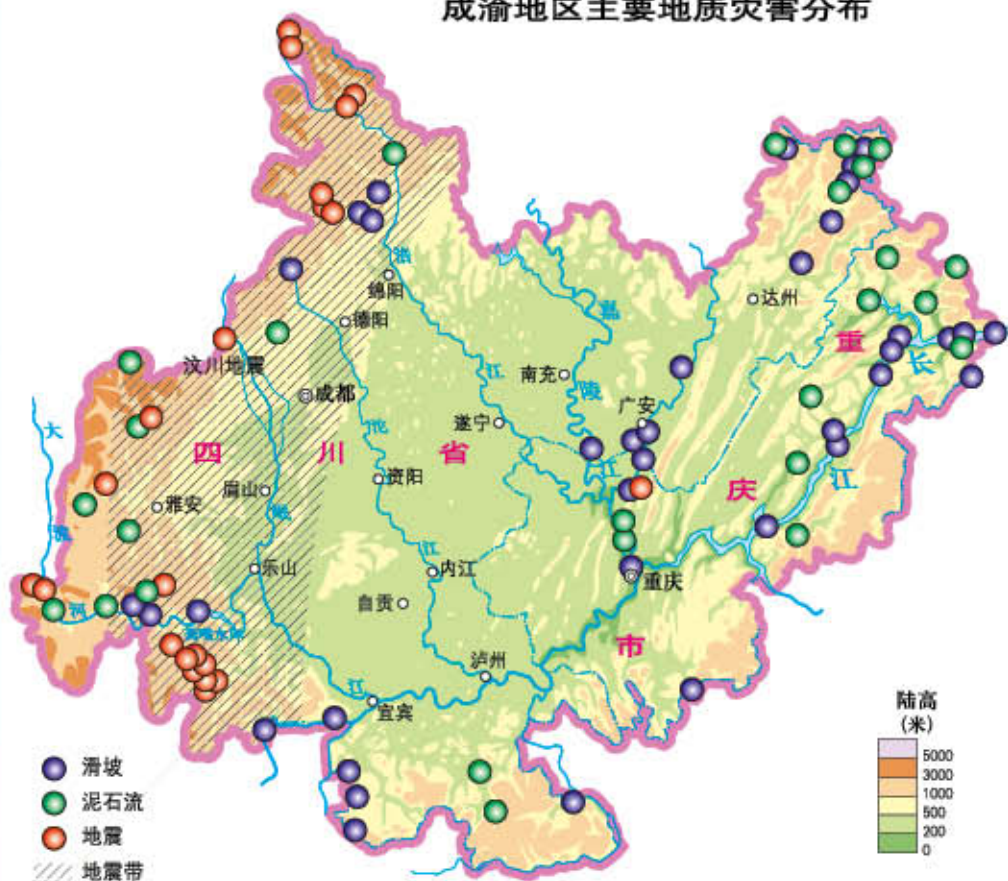 成渝地区主要地质灾害分布
涪
绵阳
德阳
汶川地震
成都
四川省
江
南充
嘉
陵
江
遂宁
广安
达州
重
庆
市
长
江
大
渡
河
雅安
眉山
岷
江
沱
江
资阳
内江
乐山
自贡
重庆
泸州
宜宾
滑坡
泥石流
地震
地震带
陆高
(米)
5000
3000
1000
500
200
0